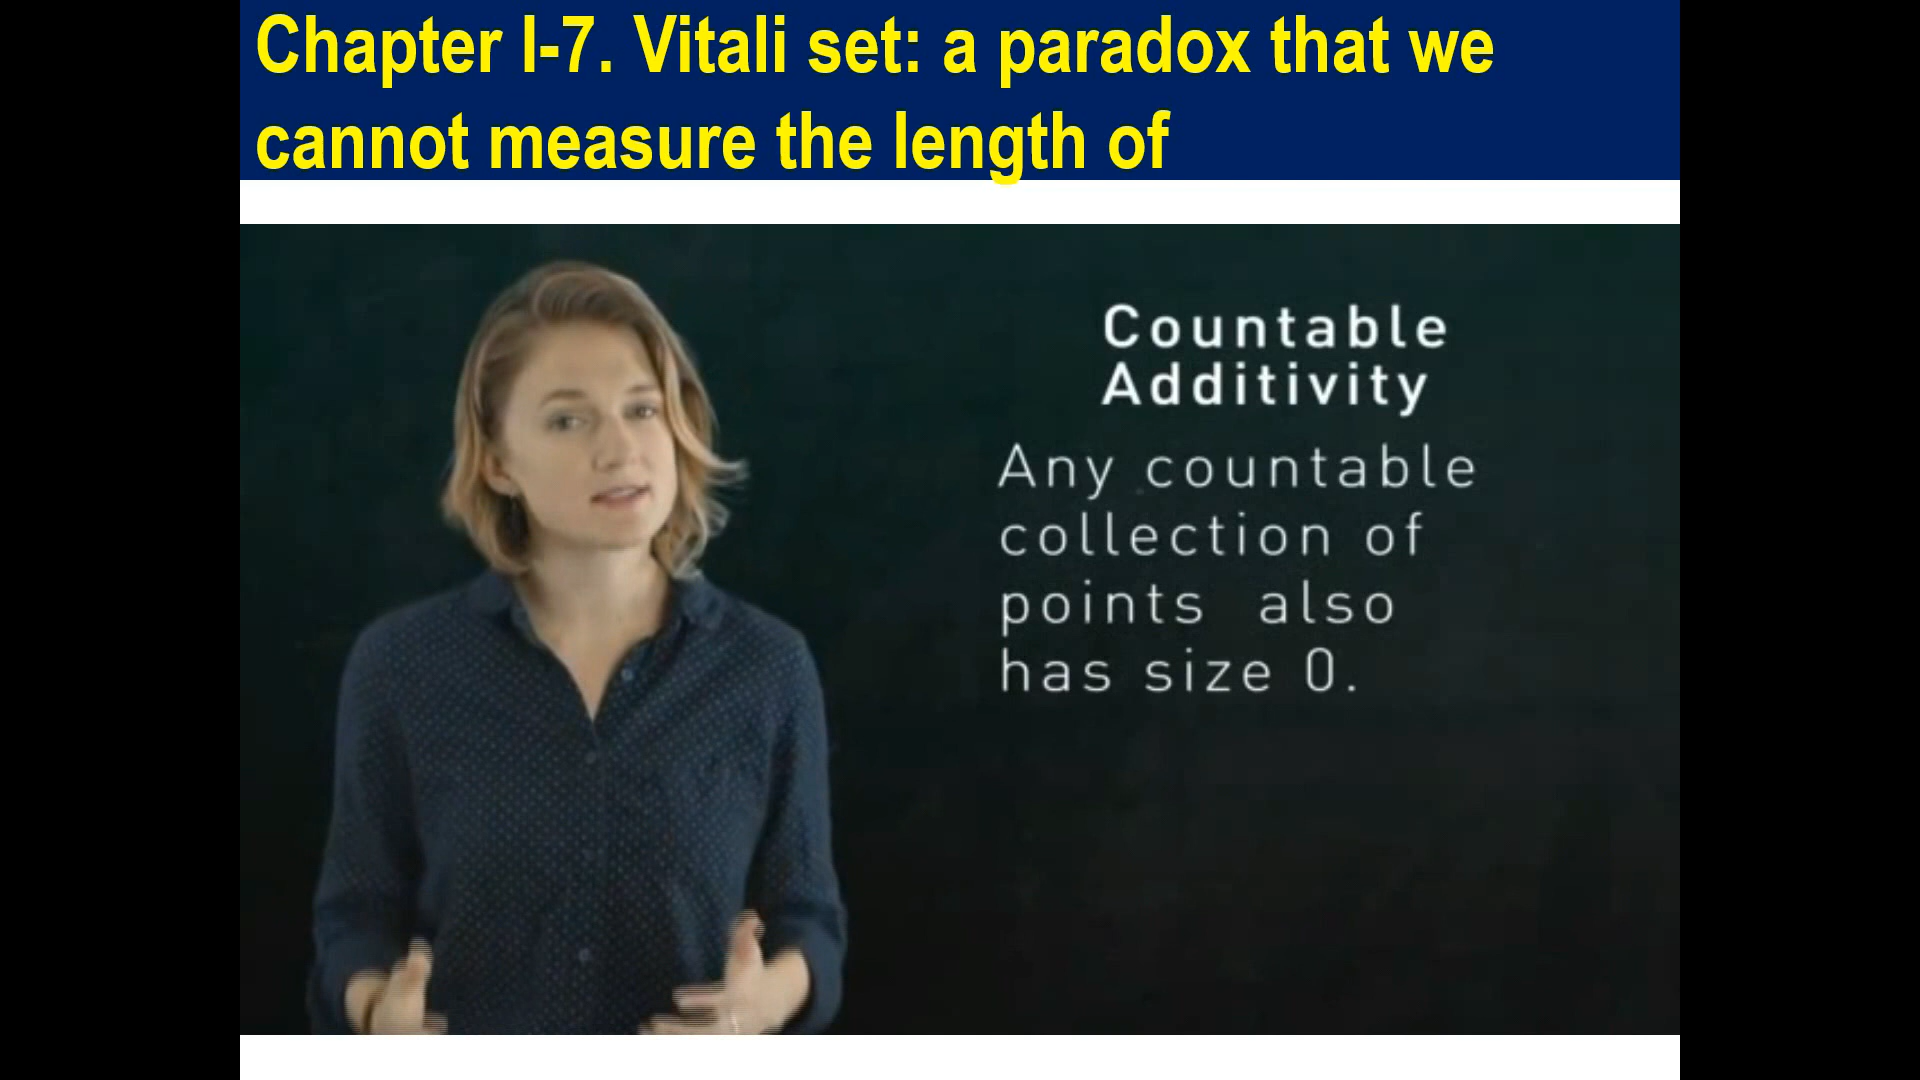 Chapter I-7. Vitali set: a paradox that we
cannot measure the length of
Countable
Additivity
Any countable
collection of
points also
has size 0.